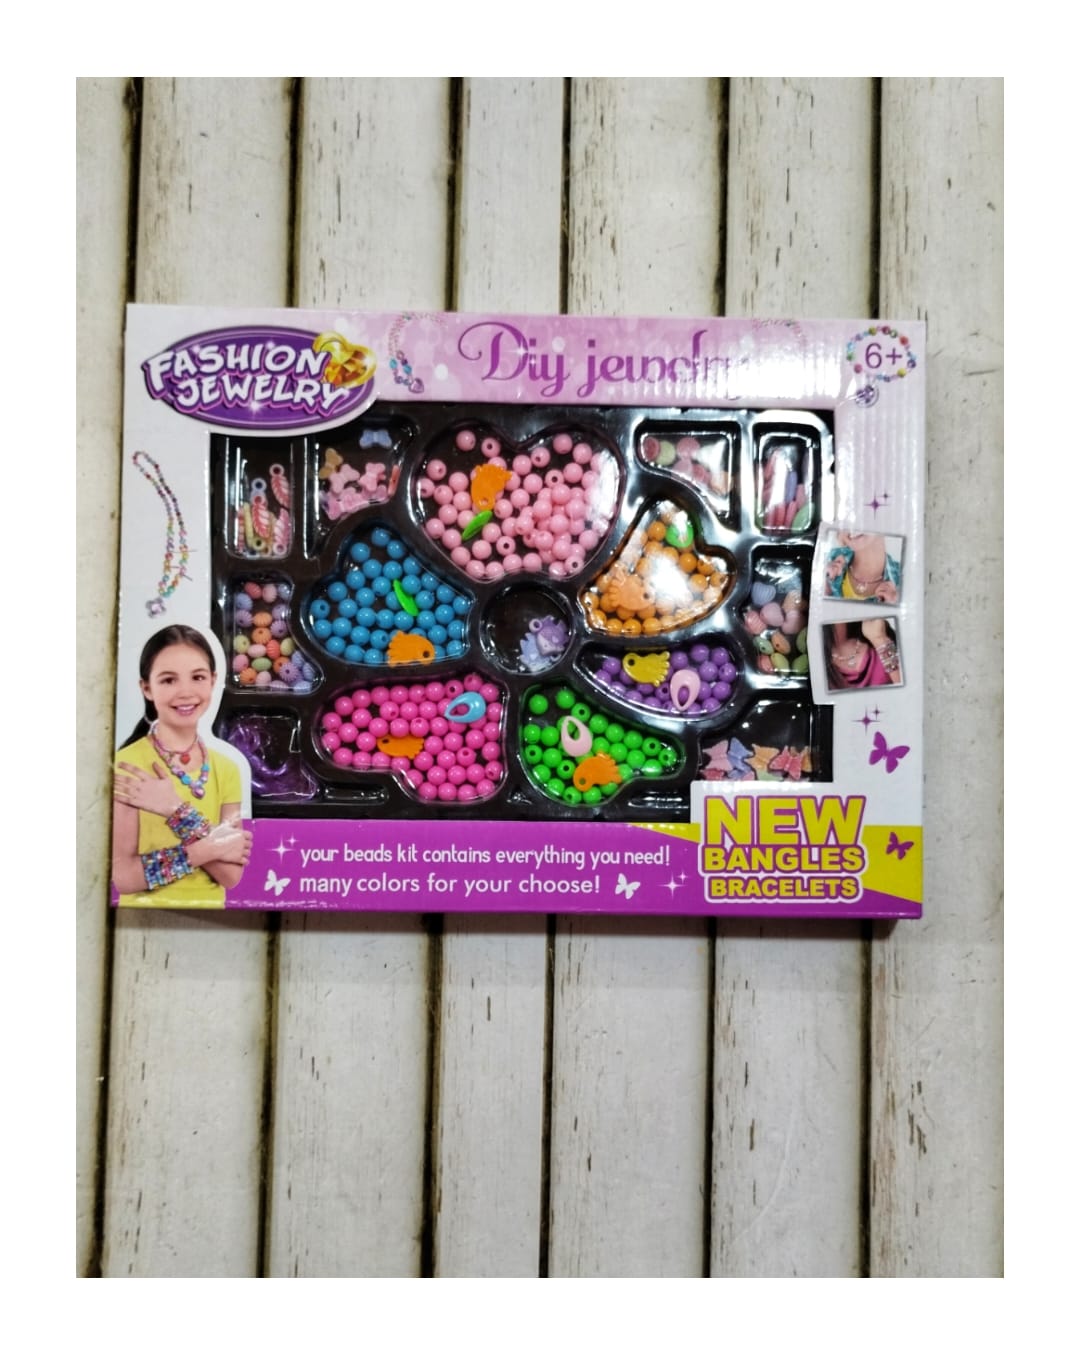 FASHION
JEWELRY
Diy jewelry
6+
your beads kit contains everything you need!
many colors for your choose!
NEW
BANGLES
BRACELETS